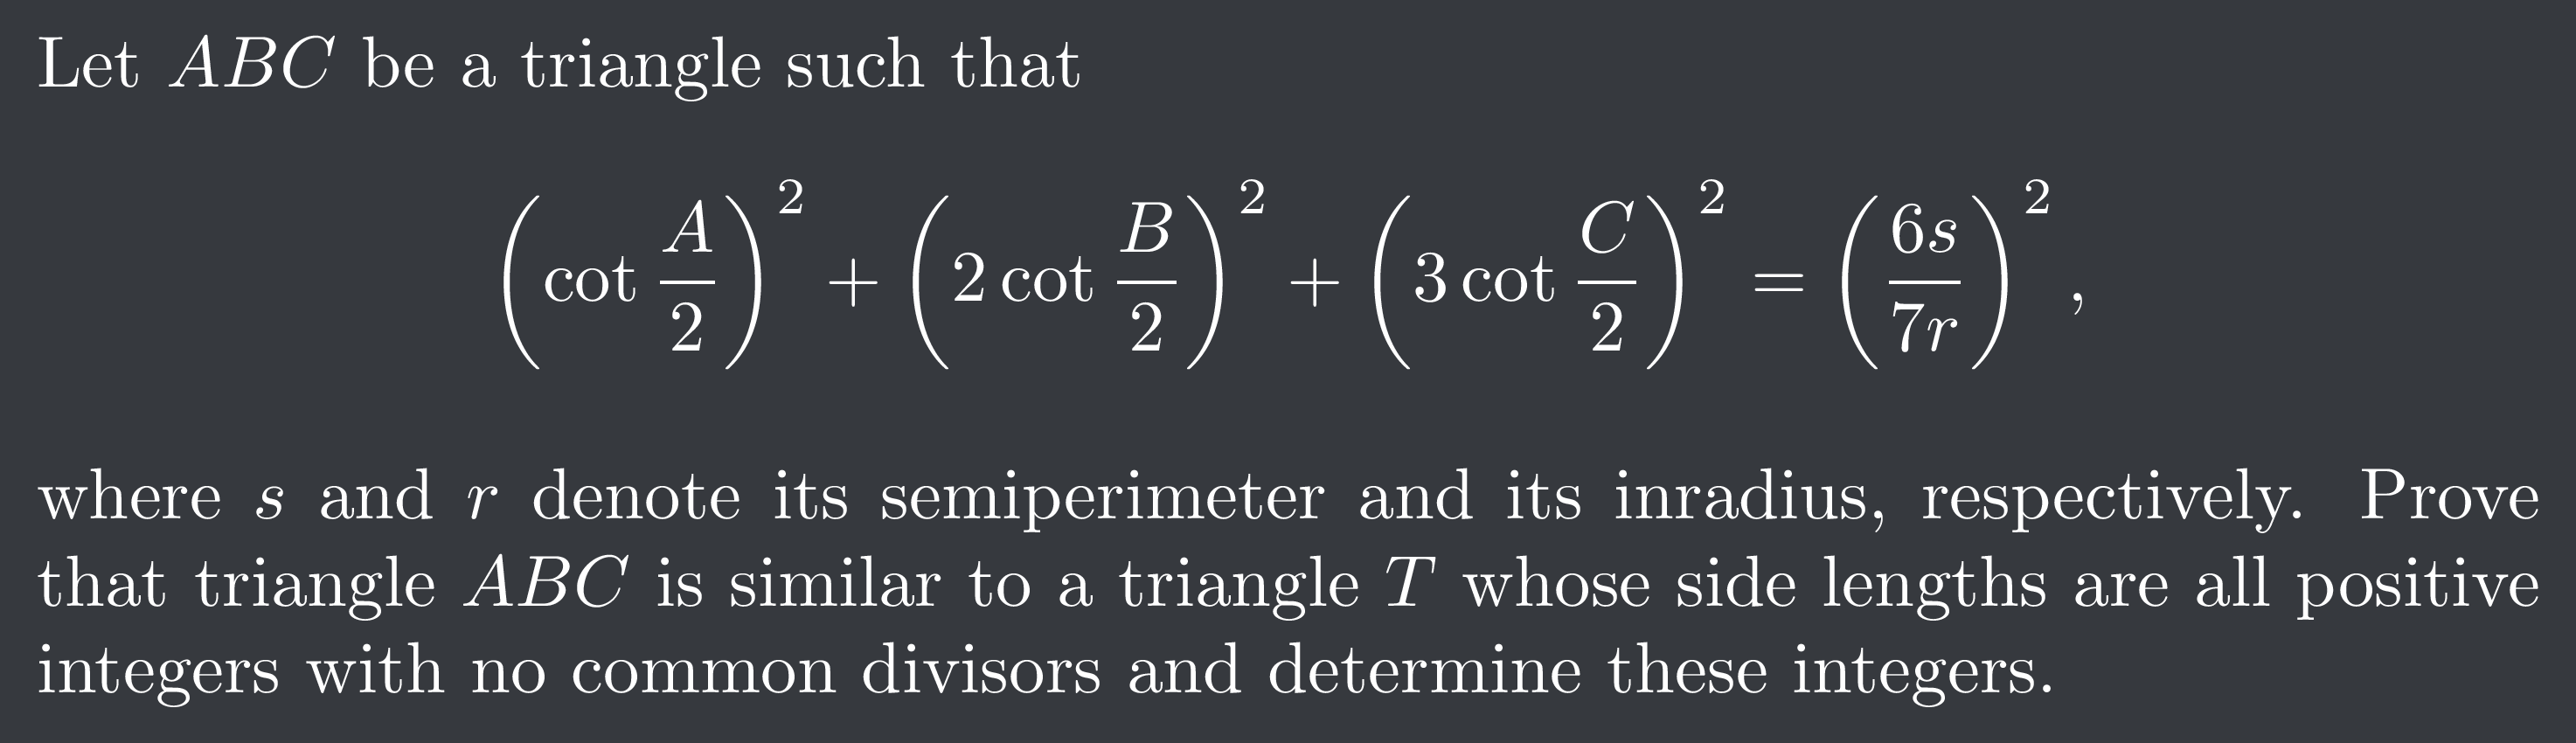 Let ABC be a triangle such that
(cot A/2)² + (2 cot B/2)² + (3 cot C/2)² = (6s/7r)²,
where s and r denote its semiperimeter and its inradius, respectively. Prove
that triangle ABC is similar to a triangle T whose side lengths are all positive
integers with no common divisors and determine these integers.